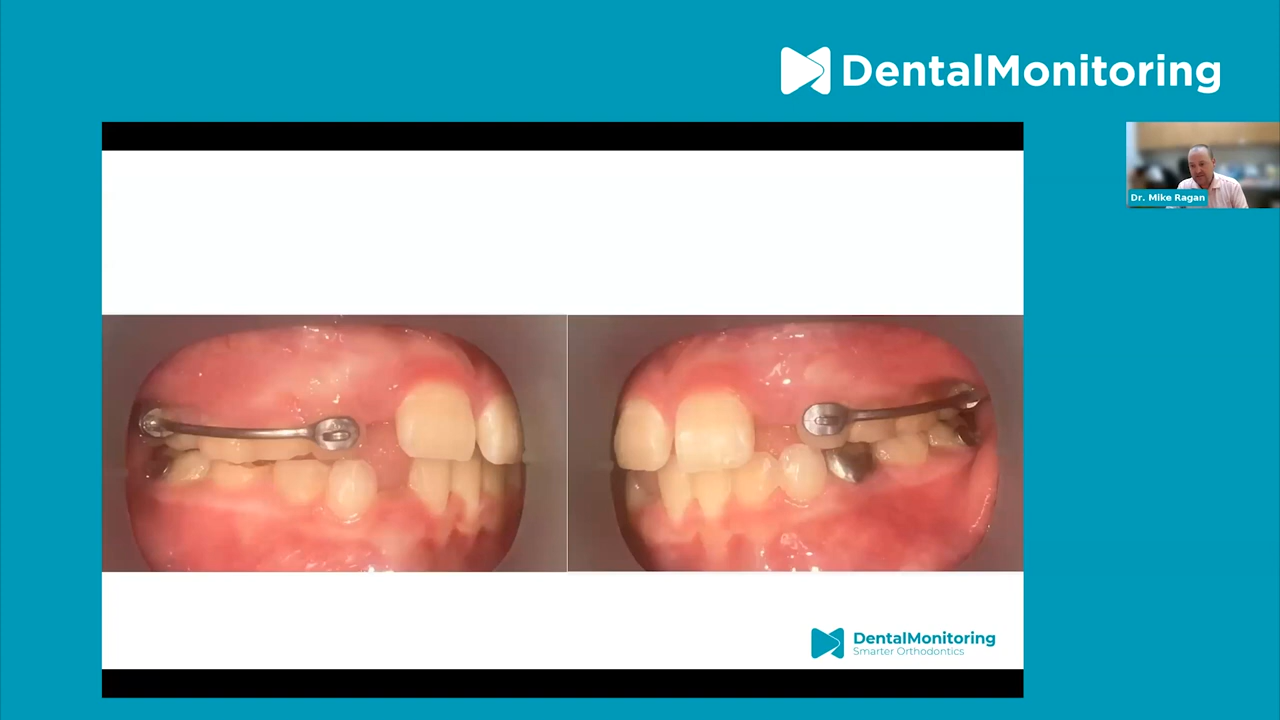 DentalMonitoring
Dr. Mike Ragan
DentalMonitoring
Smarter Orthodontics